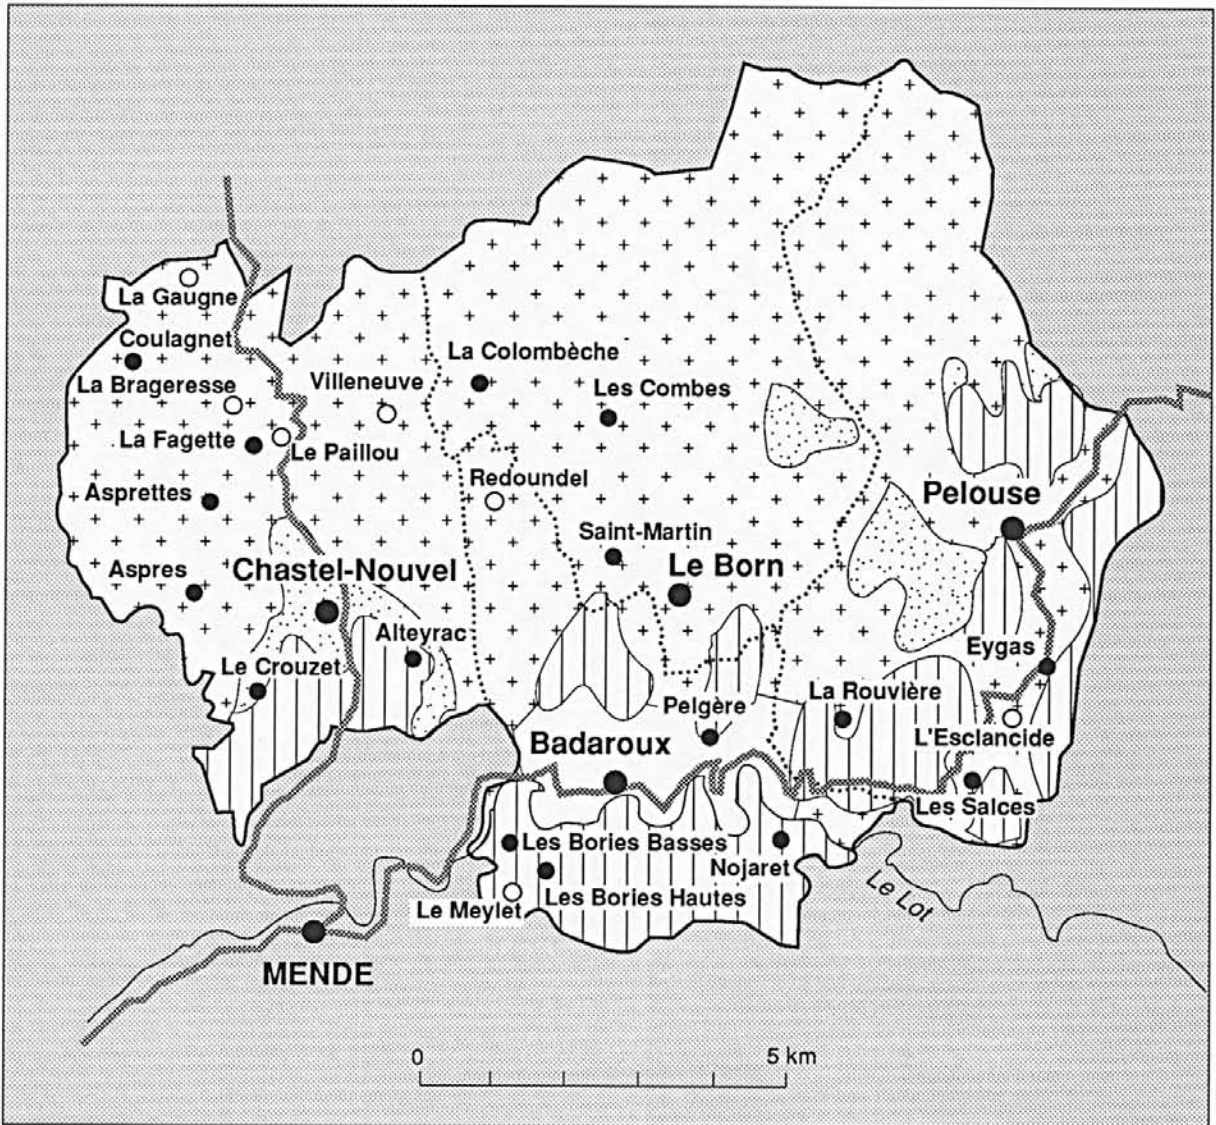 La Gaugne
Coulagnet
La Colombèche
La Brageresse
Villeneuve
Les Combes
La Fagette
Le Paillou
Redoundel
Asprettes
Pelouse
Saint-Martin
Aspres
Chastel-Nouvel
Le Born
Alteyrac
Eygas
Le Crouzet
La Rouvière
Pelgère
L'Esclancide
Badaroux
Les Salces
Les Bories Basses
Nojaret
Le Lot
Les Bories Hautes
Le Meylet
MENDE
0 5 km